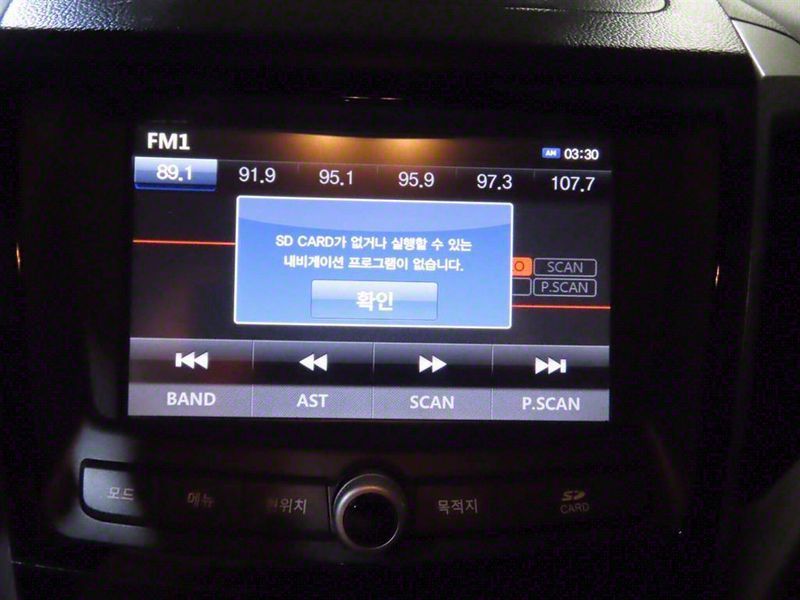 FM1
AM 03:30
89.1 91.9 95.1 95.9 97.3 107.7
SD CARD가 없거나 실행할 수 있는
내비게이션 프로그램이 없습니다.
확인
SCAN
P.SCAN
BAND AST SCAN P.SCAN
모드 메뉴 현위치 목적지 SD CARD